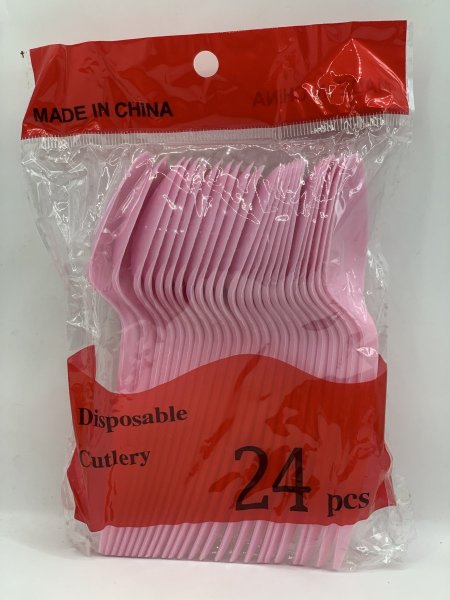 MADE IN CHINA
Disposable
Cutlery
24 pcs